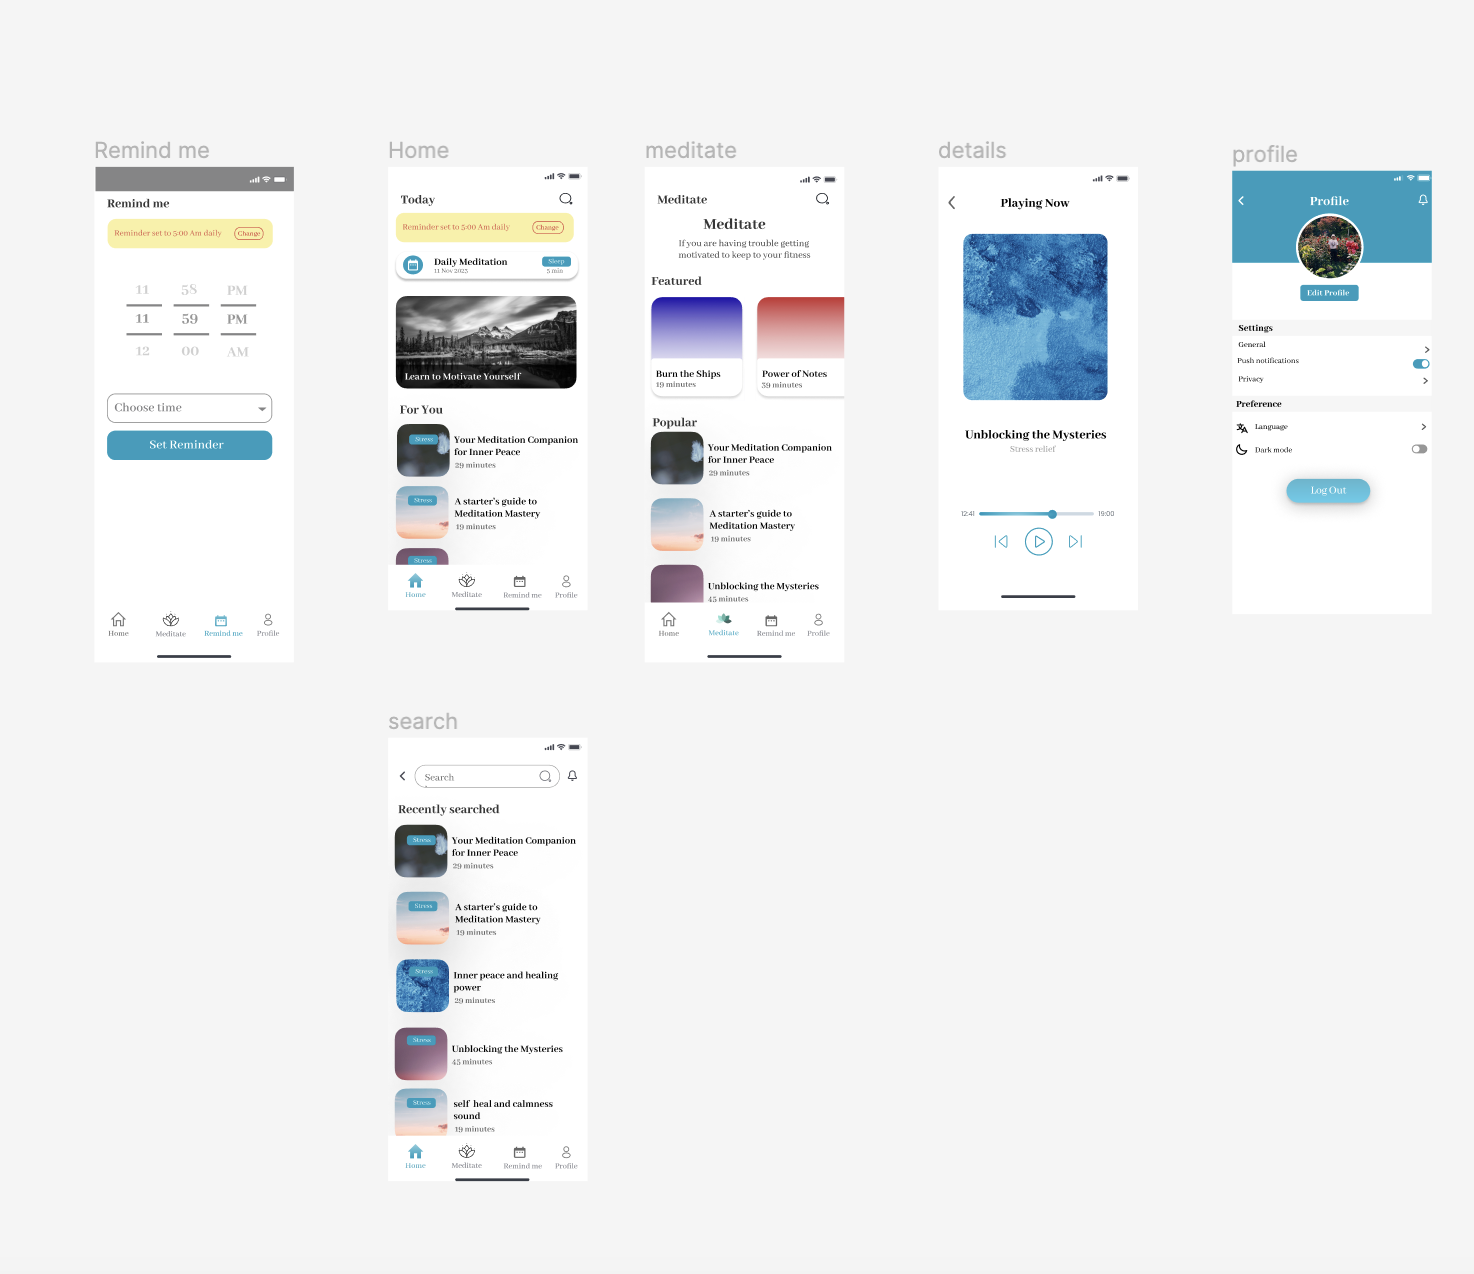 Remind me
Remind me
Reminder set to 5:00 Am daily
Change
11 58 PM
11 59 PM
12 00 AM
Choose time
Set Reminder
Home
Meditate
Remind me
Profile
Home
Today
Reminder set to 5:00 Am daily
Change
Daily Meditation
11 Nov 2025
Sleep
5 min
Learn to Motivate Yourself
For You
Stress
Your Meditation Companion
for Inner Peace
29 minutes
Stress
A starter's guide to
Meditation Mastery
19 minutes
Stress
Home
Meditate
Remind me
Profile
meditate
Meditate
Meditate
If you are having trouble getting
motivated to keep to your fitness
Featured
Burn the Ships
19 minutes
Power of Notes
39 minutes
Popular
Your Meditation Companion
for Inner Peace
29 minutes
A starter's guide to
Meditation Mastery
19 minutes
Unblocking the Mysteries
45 minutes
Home
Meditate
Remind me
Profile
details
Playing Now
Unblocking the Mysteries
Stress relief
12:41
19:00
profile
Profile
Edit Profile
Settings
General
Push notifications
Privacy
Preference
Language
Dark mode
Log Out
search
Search
Recently searched
Stress
Your Meditation Companion
for Inner Peace
29 minutes
Stress
A starter's guide to
Meditation Mastery
19 minutes
Stress
Inner peace and healing
power
29 minutes
Stress
Unblocking the Mysteries
45 minutes
Stress
self heal and calmness
sound
19 minutes
Home
Meditate
Remind me
Profile